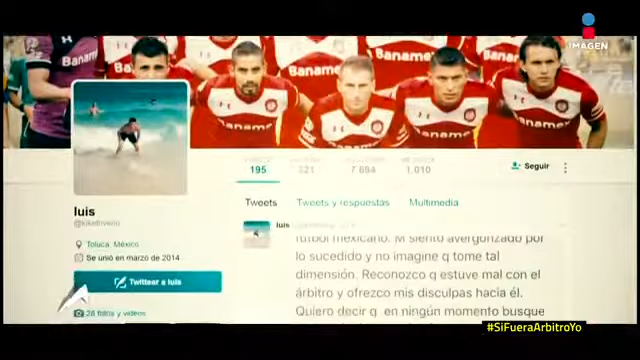 IMAGEN
Banamex
Banamex
Banamex
Banamex
Banamex
Banamex
195
321
7 694
1,010
Seguir
Tweets
Tweets y respuestas
Multimedia
luis
luis
Toluca, México
Se unió en marzo de 2014
Twittear a luis
28 fotos y videos
futbol mexicano. M siento avergonzado por
lo sucedido y no imagine q tome tal
dimensión. Reconozco q estuve mal con el
árbitro y ofrezco mis disculpas hacia él.
Quiero decir q en ningún momento busque
#SiFueraArbitroYo